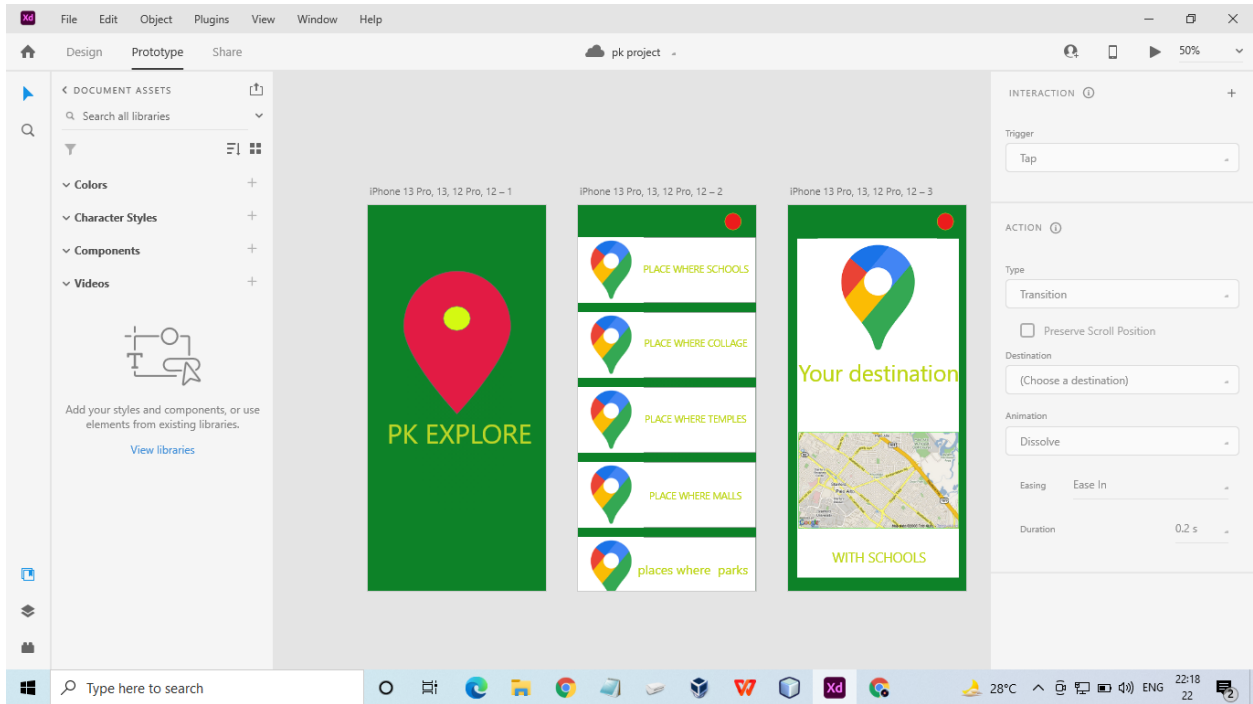 Xd File Edit Object Plugins View Window Help
Design Prototype Share pk project 50%
DOCUMENT ASSETS
Search all libraries
Colors
Character Styles
Components
Videos
T
Add your styles and components, or use
elements from existing libraries.
View libraries
iPhone 13 Pro, 13, 12 Pro, 12 – 1
PK EXPLORE
iPhone 13 Pro, 13, 12 Pro, 12 – 2
PLACE WHERE SCHOOLS
PLACE WHERE COLLAGE
PLACE WHERE TEMPLES
PLACE WHERE MALLS
places where parks
iPhone 13 Pro, 13, 12 Pro, 12 – 3
Your destination
Palo Alto
Google
WITH SCHOOLS
INTERACTION
Trigger
Tap
ACTION
Type
Transition
Preserve Scroll Position
Destination
(Choose a destination)
Animation
Dissolve
Easing Ease In
Duration 0.2 s
Type here to search
Xd
28°C ENG
22:18
22
2